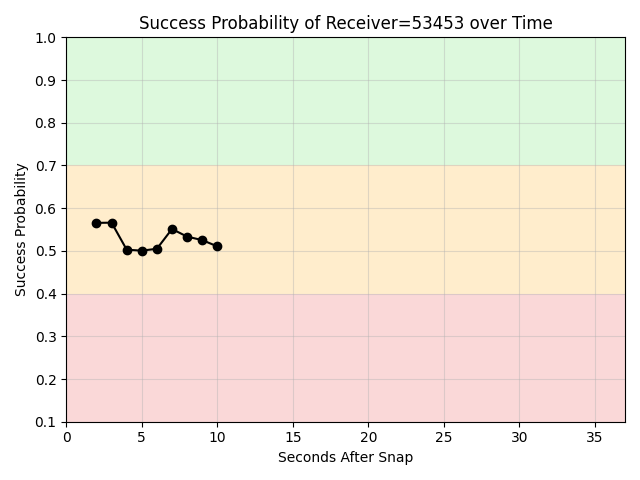 Success Probability of Receiver=53453 over Time
1.0
0.9
0.8
0.7
0.6
0.5
0.4
0.3
0.2
0.1
Success Probability
0 5 10 15 20 25 30 35
Seconds After Snap